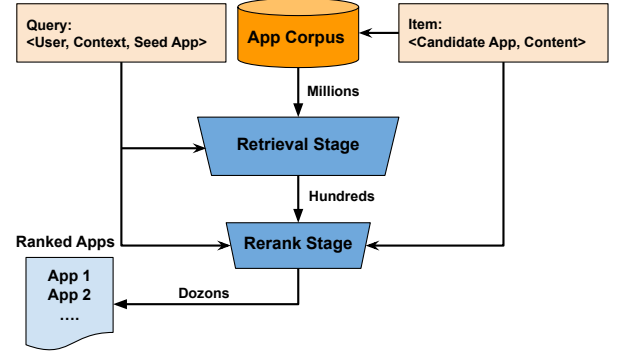 Query:
<User, Context, Seed App>
App Corpus
Item:
<Candidate App, Content>
Millions
Retrieval Stage
Hundreds
Rerank Stage
Ranked Apps
App 1
App 2
....
Dozons